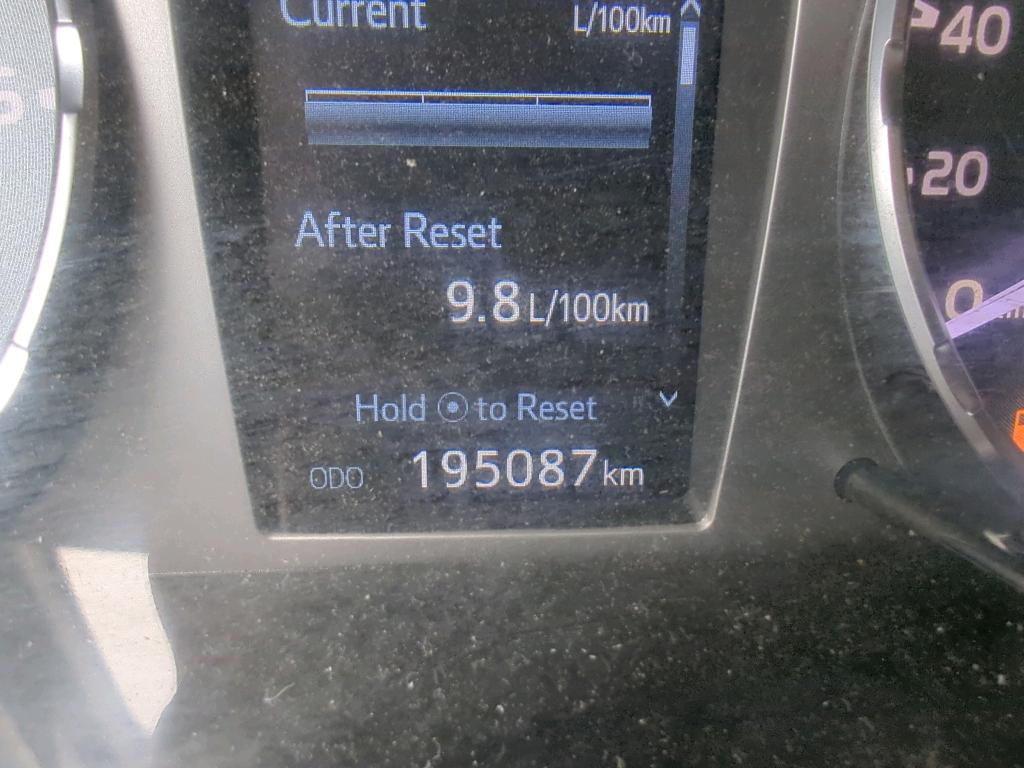 Current L/100km
After Reset
9.8 L/100km
Hold to Reset
ODO 195087 km
40
20
0